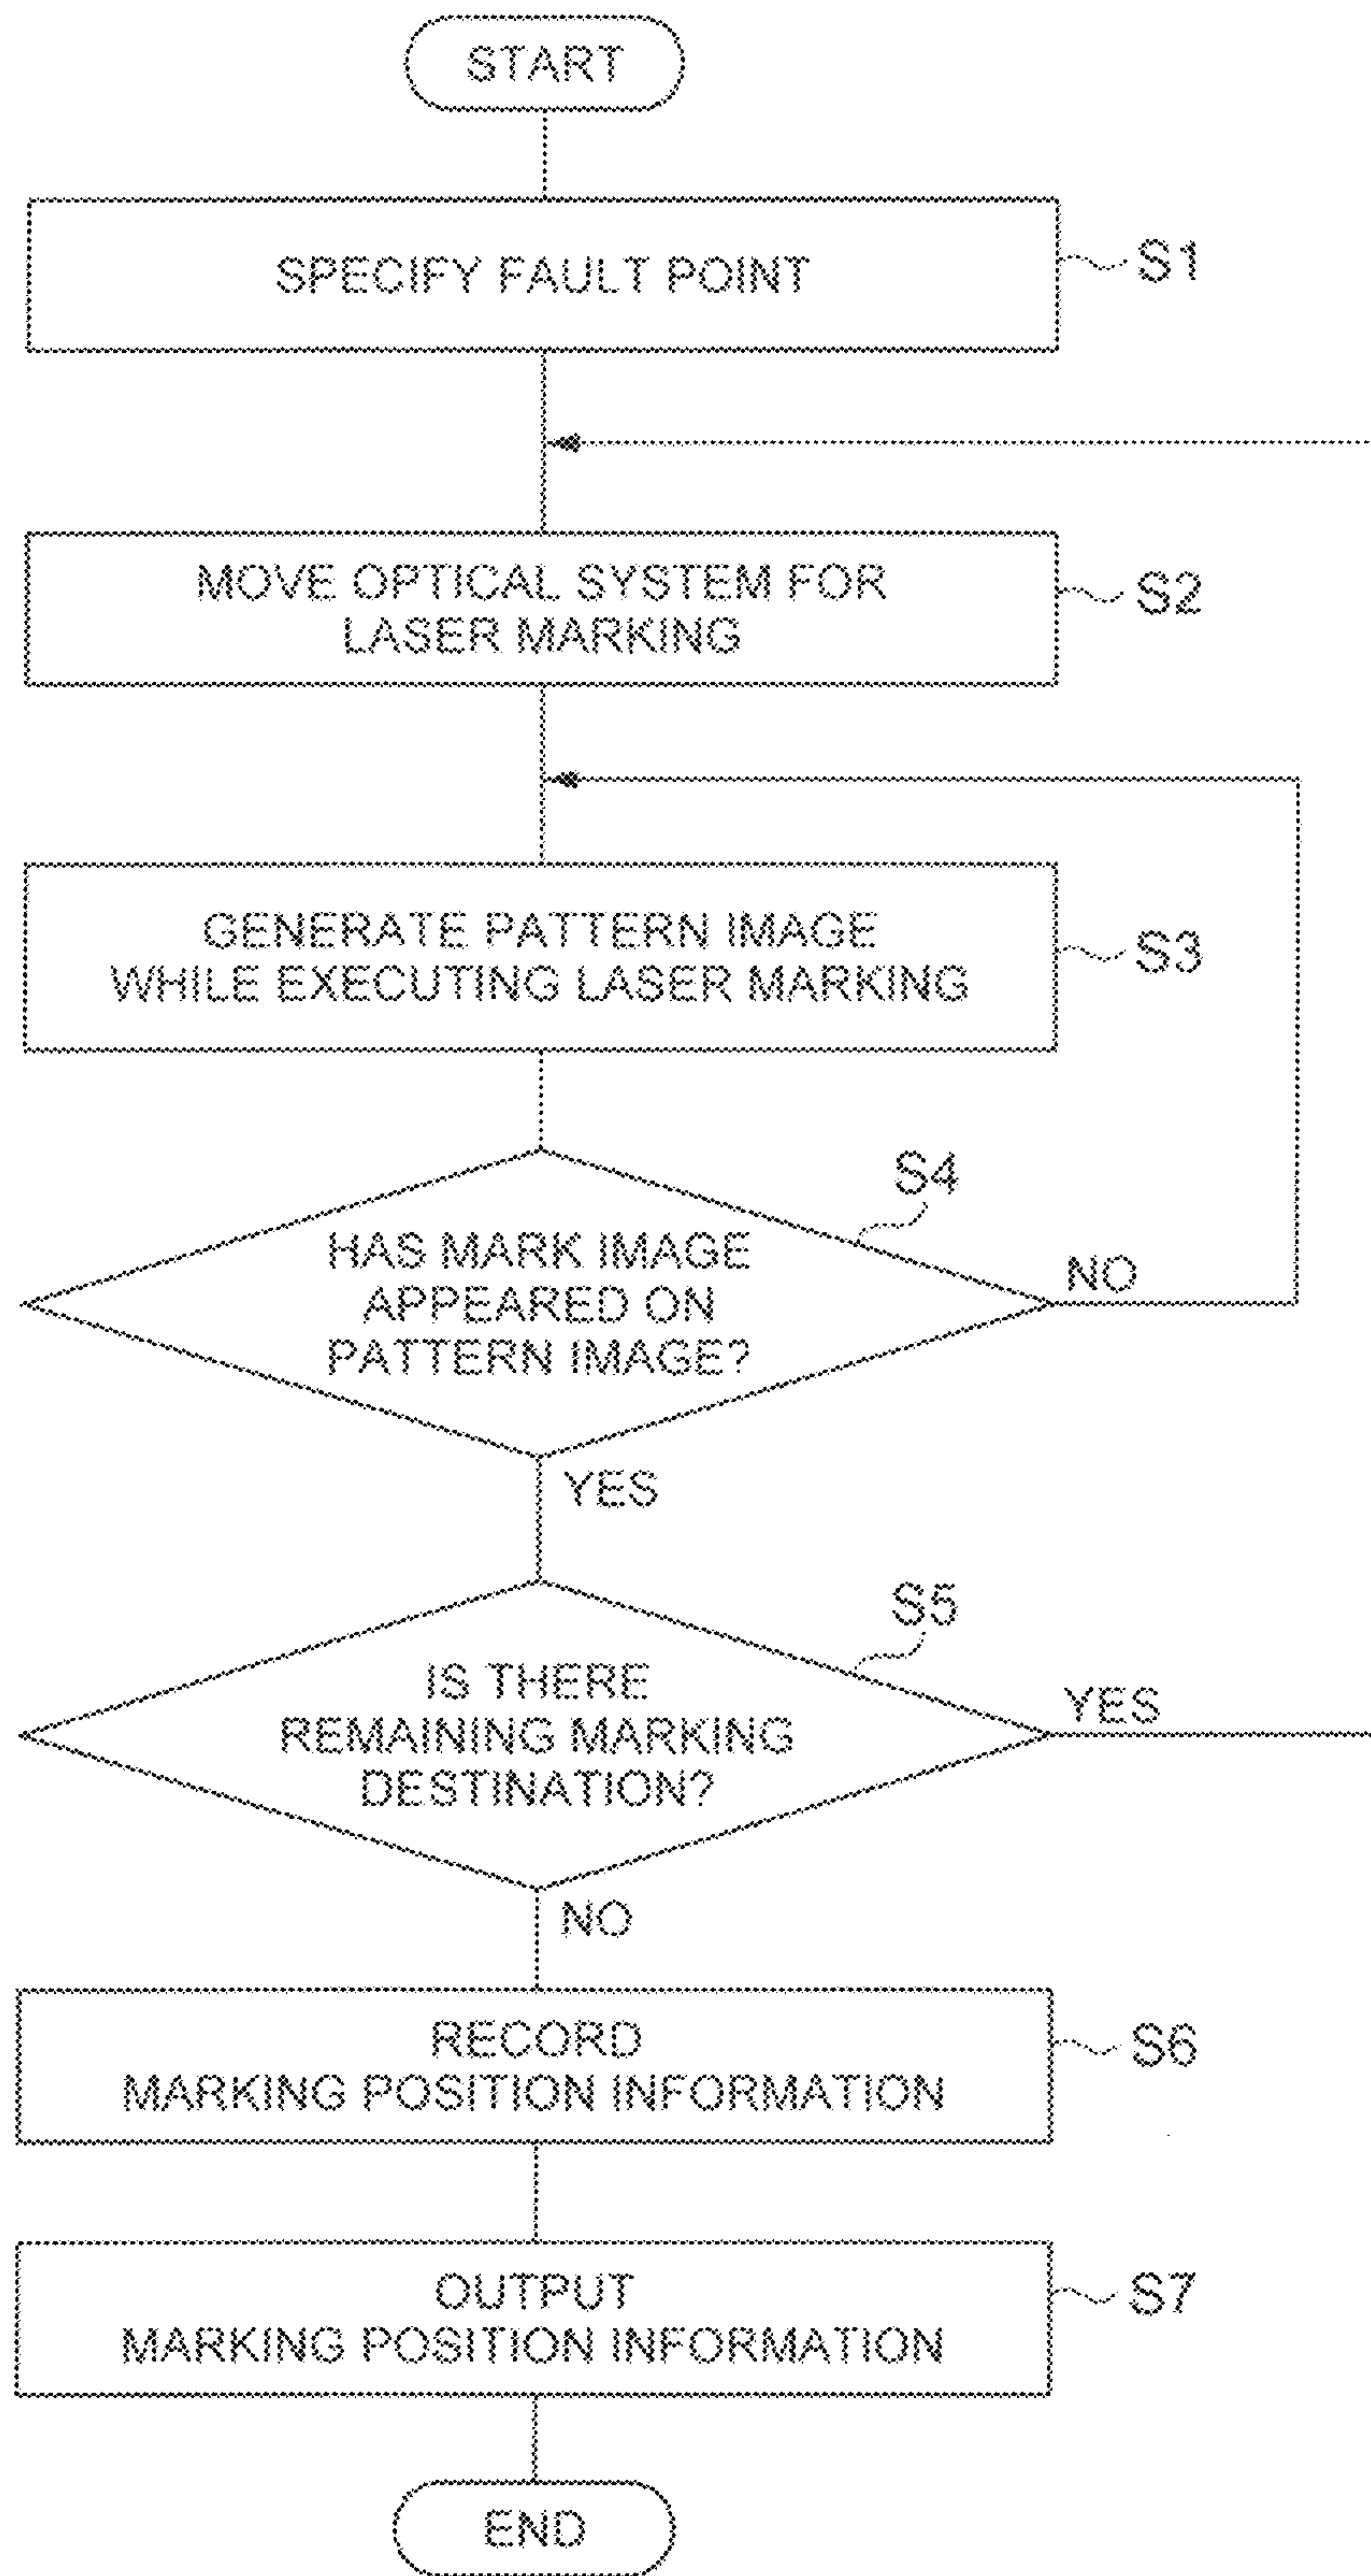 START
SPECIFY FAULT POINT
S1
MOVE OPTICAL SYSTEM FOR
LASER MARKING
S2
GENERATE PATTERN IMAGE
WHILE EXECUTING LASER MARKING
S3
S4
HAS MARK IMAGE
APPEARED ON
PATTERN IMAGE?
NO
YES
S5
IS THERE
REMAINING MARKING
DESTINATION?
YES
NO
RECORD
MARKING POSITION INFORMATION
S6
OUTPUT
MARKING POSITION INFORMATION
S7
END